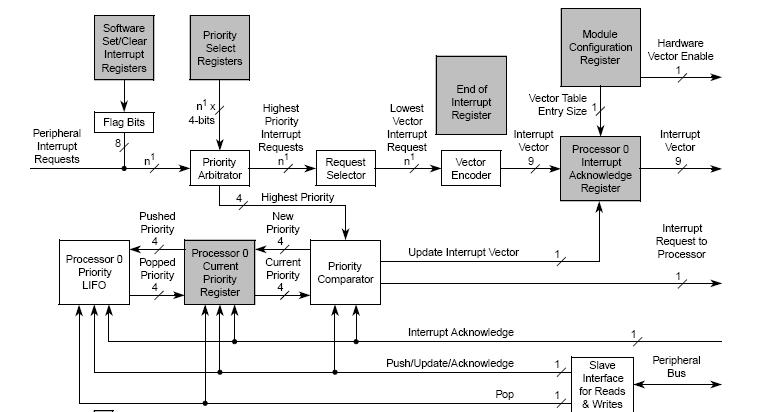 Software
Set/Clear
Interrupt
Registers
Priority
Select
Registers
Module
Configuration
Register
Hardware
Vector Enable
1
End of
Interrupt
Register
Vector Table
Entry Size
1
n1 x
4-bits
Flag Bits
8
Peripheral
Interrupt
Requests
n1
Priority
Arbitrator
Highest
Priority
Interrupt
Requests
n1
Request
Selector
Lowest
Vector
Interrupt
Request
n1
Vector
Encoder
Interrupt
Vector
9
Processor 0
Interrupt
Acknowledge
Register
Interrupt
Vector
9
4
Highest Priority
Processor 0
Priority
LIFO
Pushed
Priority
4
Popped
Priority
4
Processor 0
Current
Priority
Register
New
Priority
4
Current
Priority
4
Priority
Comparator
Update Interrupt Vector
1
Interrupt
Request to
Processor
1
Interrupt Acknowledge
1
Push/Update/Acknowledge
1
Pop
1
Slave
Interface
for Reads
& Writes
Peripheral
Bus